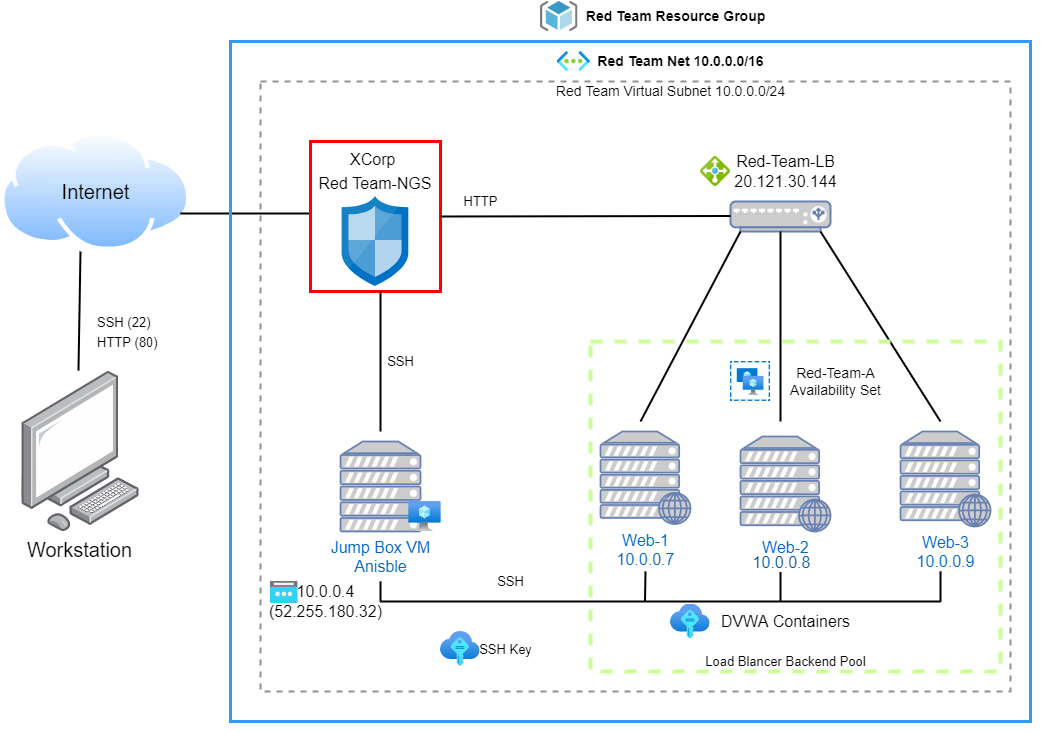 Red Team Resource Group
Red Team Net 10.0.0.0/16
Red Team Virtual Subnet 10.0.0.0/24
XCorp
Red Team-NGS
Internet
HTTP
Red-Team-LB
20.121.30.144
SSH (22)
HTTP (80)
SSH
Red-Team-A
Availability Set
Workstation
Jump Box VM
Anisble
10.0.0.4
(52.255.180.32)
Web-1
10.0.0.7
Web-2
10.0.0.8
Web-3
10.0.0.9
SSH
DVWA Containers
SSH Key
Load Blancer Backend Pool